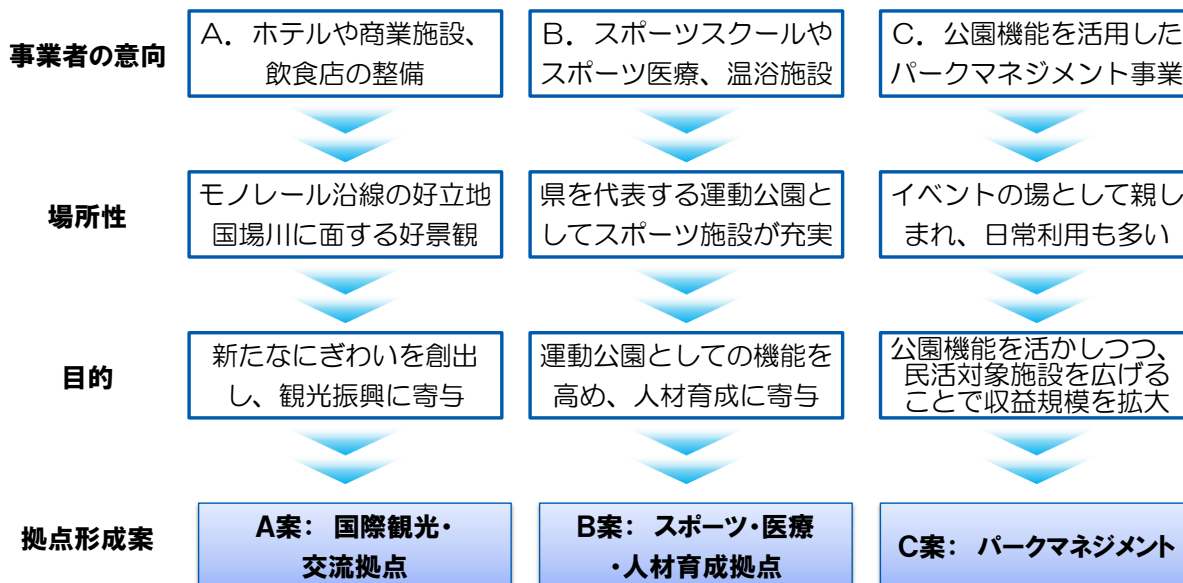 事業者の意向
A．ホテルや商業施設、
飲食店の整備
B．スポーツスクールや
スポーツ医療、温浴施設
C．公園機能を活用した
パークマネジメント事業
場所性
モノレール沿線の好立地
国場川に面する好景観
県を代表する運動公園と
してスポーツ施設が充実
イベントの場として親し
まれ、日常利用も多い
目的
新たなにぎわいを創出
し、観光振興に寄与
運動公園としての機能を
高め、人材育成に寄与
公園機能を活かしつつ、
民活対象施設を広げる
ことで収益規模を拡大
拠点形成案
A案： 国際観光・
交流拠点
B案： スポーツ・医療
・人材育成拠点
C案： パークマネジメント